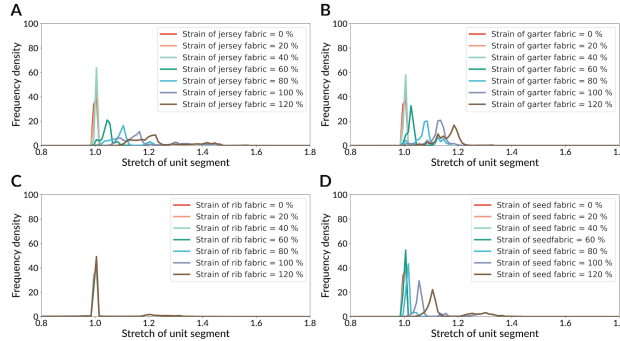 A
Frequency density
100
80
60
40
20
0
Strain of jersey fabric = 0 %
Strain of jersey fabric = 20 %
Strain of jersey fabric = 40 %
Strain of jersey fabric = 60 %
Strain of jersey fabric = 80 %
Strain of jersey fabric = 100 %
Strain of jersey fabric = 120 %
0.8 1.0 1.2 1.4 1.6 1.8
Stretch of unit segment
B
Frequency density
100
80
60
40
20
0
Strain of garter fabric = 0 %
Strain of garter fabric = 20 %
Strain of garter fabric = 40 %
Strain of garter fabric = 60 %
Strain of garter fabric = 80 %
Strain of garter fabric = 100 %
Strain of garter fabric = 120 %
0.8 1.0 1.2 1.4 1.6 1.
Stretch of unit segment
C
Frequency density
100
80
60
40
20
0
Strain of rib fabric = 0 %
Strain of rib fabric = 20 %
Strain of rib fabric = 40 %
Strain of rib fabric = 60 %
Strain of rib fabric = 80 %
Strain of rib fabric = 100 %
Strain of rib fabric = 120 %
0.8 1.0 1.2 1.4 1.6 1.8
Stretch of unit segment
D
Frequency density
100
80
60
40
20
0
Strain of seed fabric = 0 %
Strain of seed fabric = 20 %
Strain of seed fabric = 40 %
Strain of seedfabric = 60 %
Strain of seed fabric = 80 %
Strain of seed fabric = 100 %
Strain of seed fabric = 120 %
0.8 1.0 1.2 1.4 1.6 1.
Stretch of unit segment